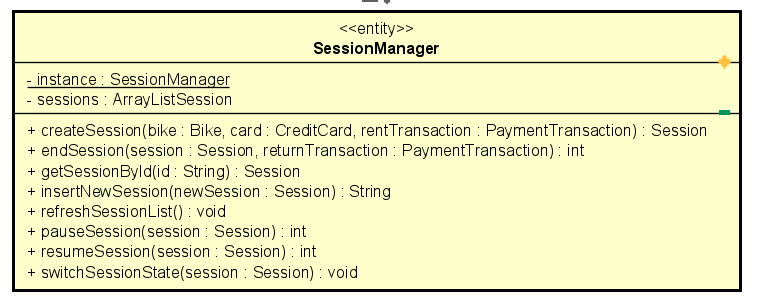 <<entity>>
SessionManager
- instance : SessionManager
- sessions : ArrayListSession
+ createSession(bike : Bike, card : CreditCard, rentTransaction : PaymentTransaction) : Session
+ endSession(session : Session, returnTransaction : PaymentTransaction) : int
+ getSessionById(id : String) : Session
+ insertNewSession(newSession : Session) : String
+ refreshSessionList() : void
+ pauseSession(session : Session) : int
+ resumeSession(session : Session) : int
+ switchSessionState(session : Session) : void